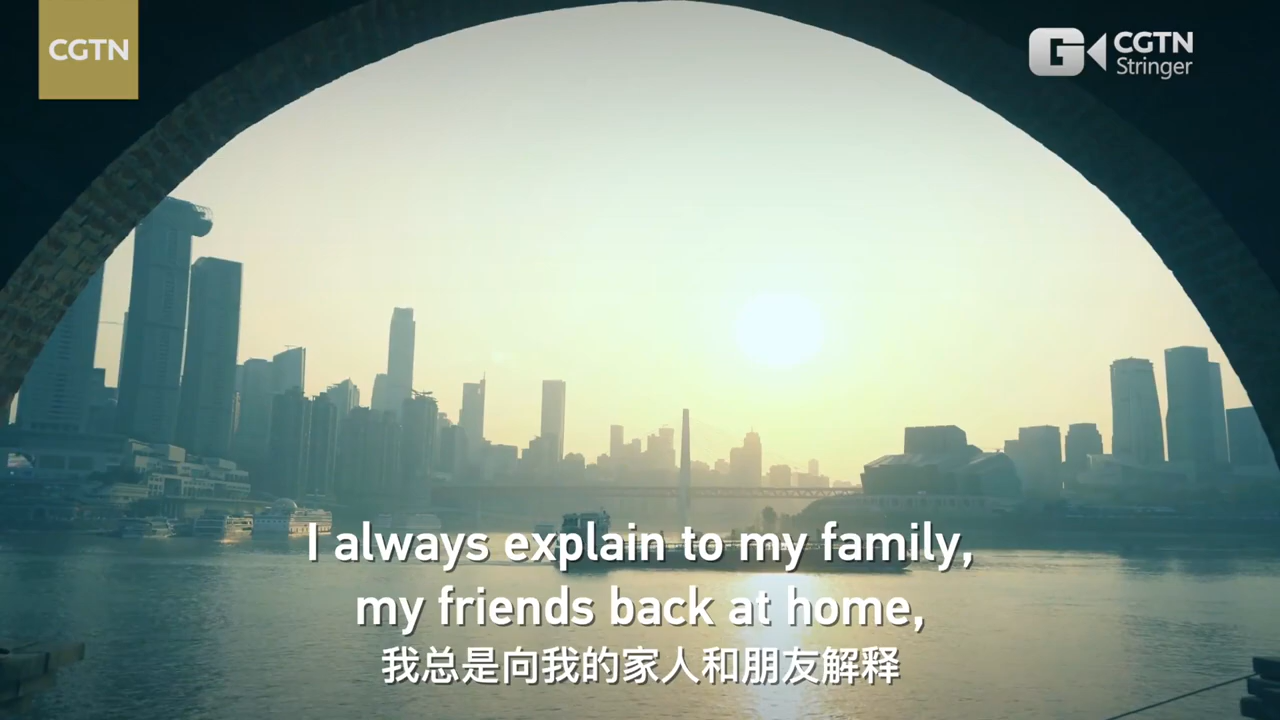 CGTN
CGTN
Stringer
I always explain to my family,
my friends back at home,
我总是向我的家人和朋友解释